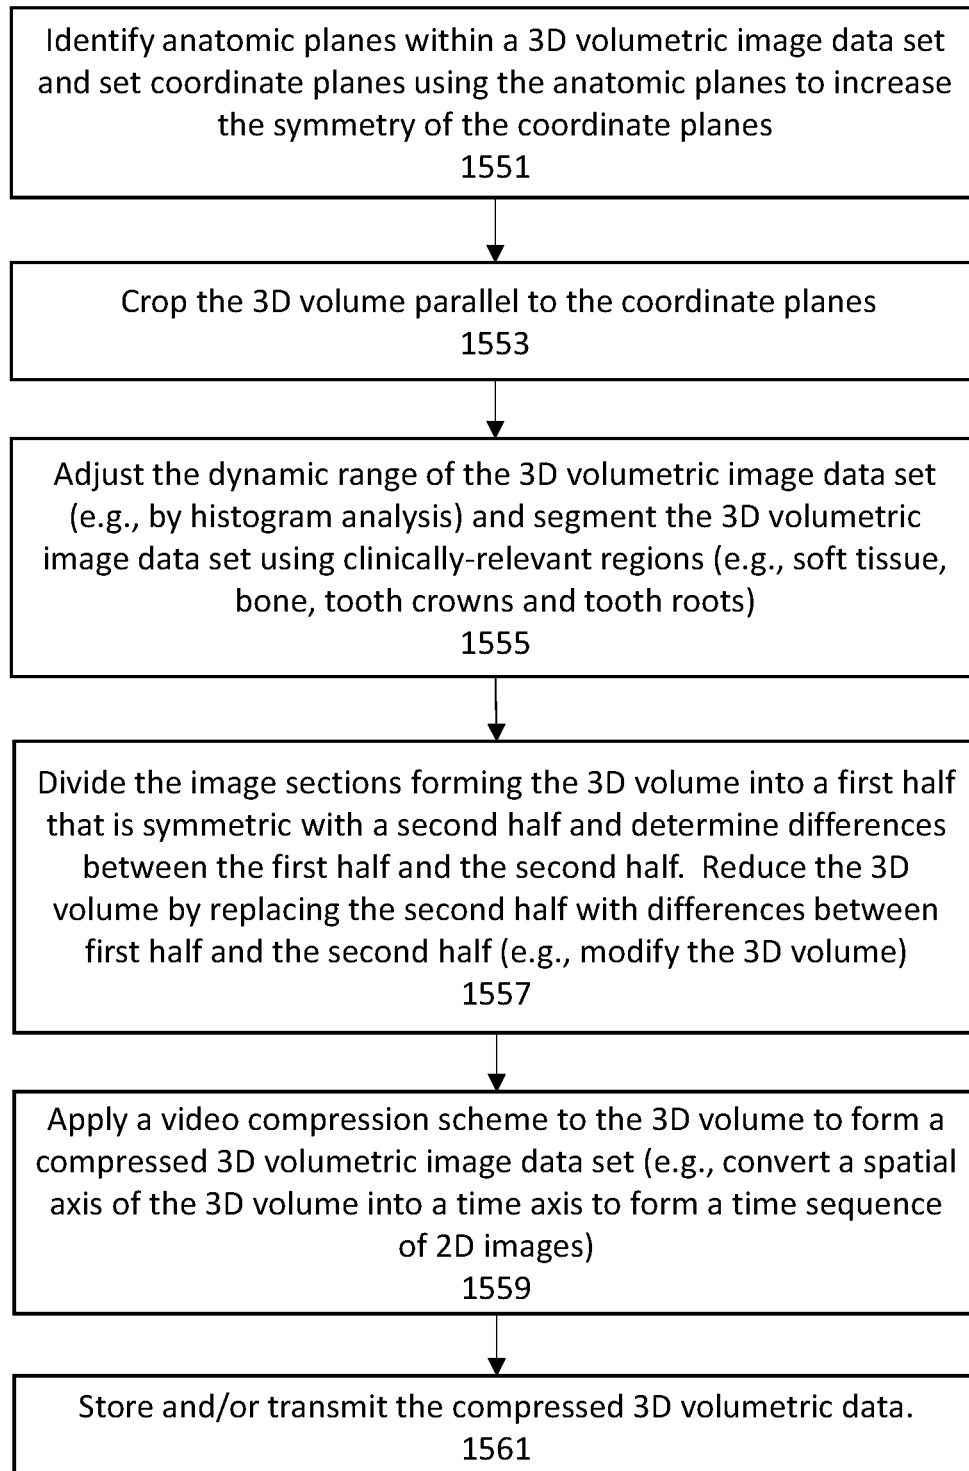 Identify anatomic planes within a 3D volumetric image data set
and set coordinate planes using the anatomic planes to increase
the symmetry of the coordinate planes
1551
Crop the 3D volume parallel to the coordinate planes
1553
Adjust the dynamic range of the 3D volumetric image data set
(e.g., by histogram analysis) and segment the 3D volumetric
image data set using clinically-relevant regions (e.g., soft tissue,
bone, tooth crowns and tooth roots)
1555
Divide the image sections forming the 3D volume into a first half
that is symmetric with a second half and determine differences
between the first half and the second half.  Reduce the 3D
volume by replacing the second half with differences between
first half and the second half (e.g., modify the 3D volume)
1557
Apply a video compression scheme to the 3D volume to form a
compressed 3D volumetric image data set (e.g., convert a spatial
axis of the 3D volume into a time axis to form a time sequence
of 2D images)
1559
Store and/or transmit the compressed 3D volumetric data.
1561